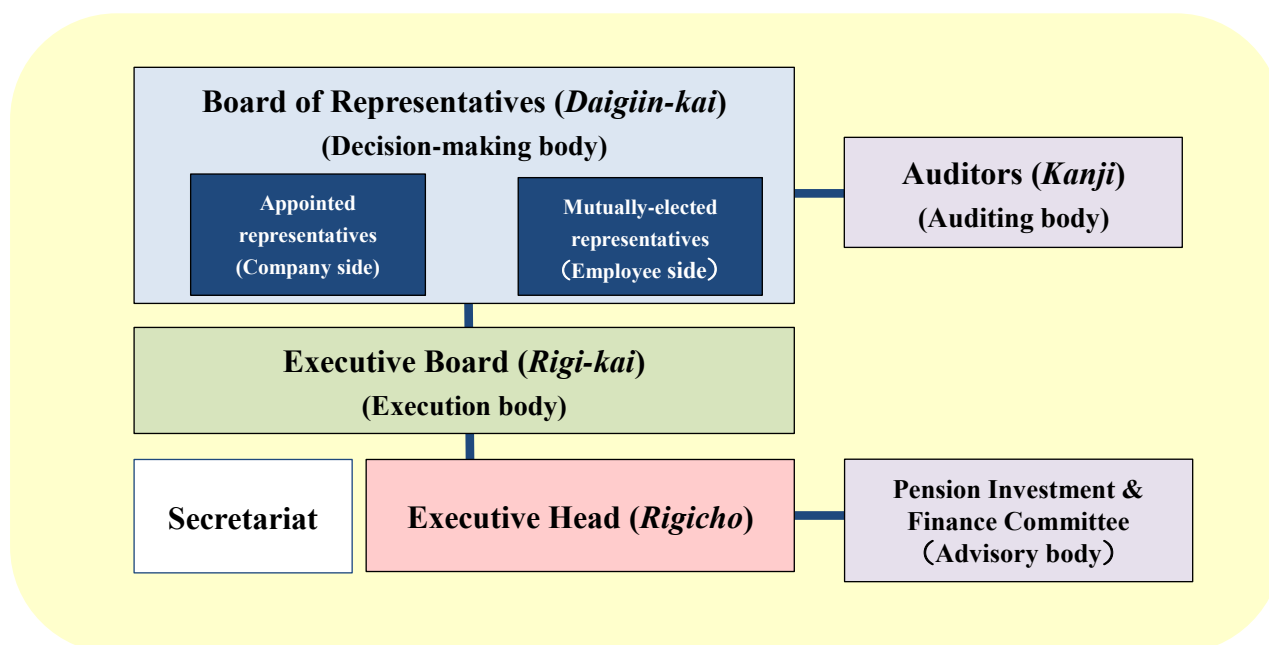 Board of Representatives (Daigiin-kai)
(Decision-making body)
Appointed
representatives
(Company side)
Mutually-elected
representatives
（Employee side）
Auditors (Kanji)
(Auditing body)
Executive Board (Rigi-kai)
(Execution body)
Secretariat
Executive Head (Rigicho)
Pension Investment &
Finance Committee
（Advisory body）